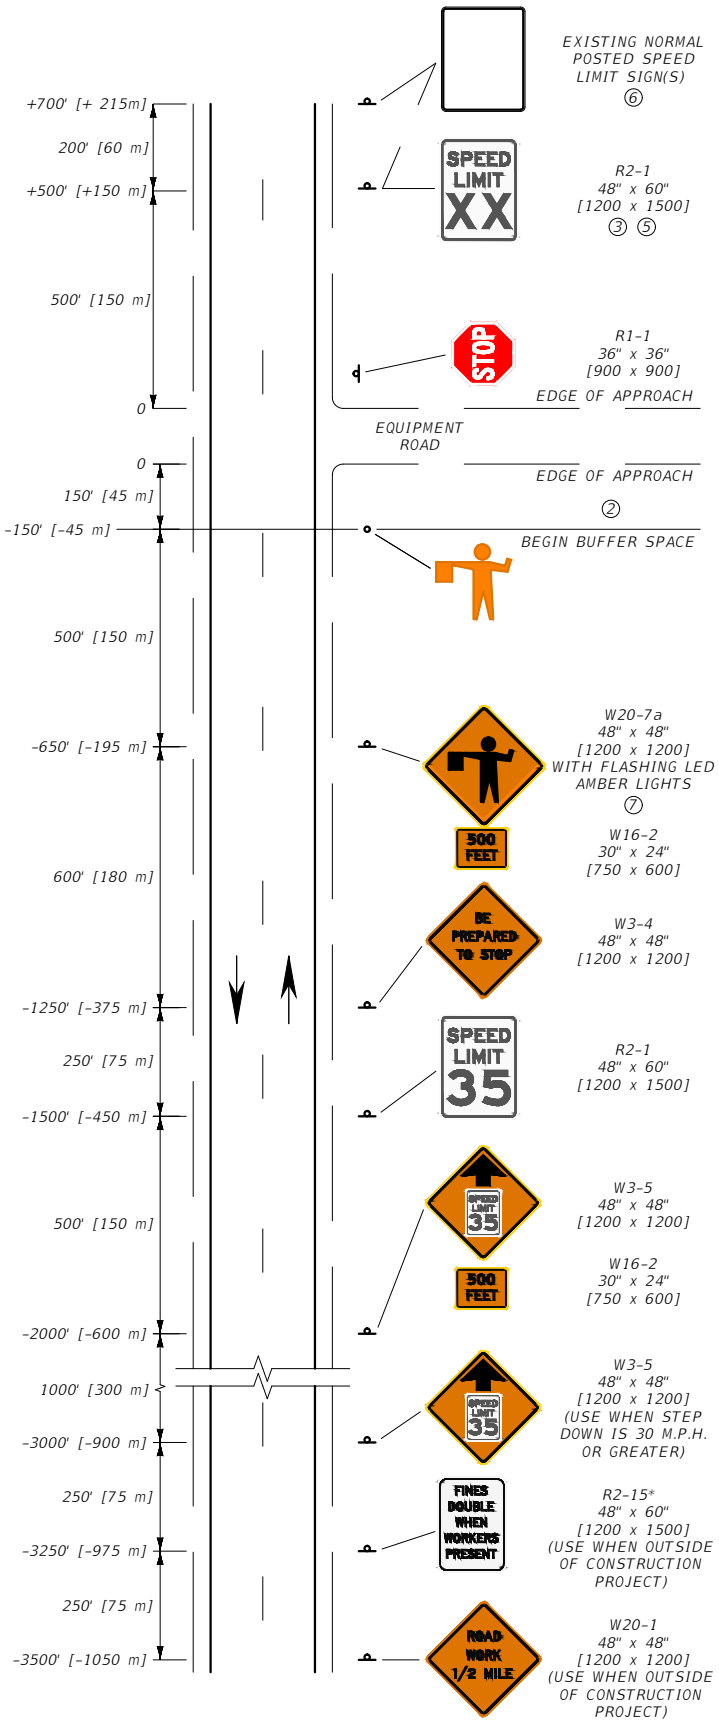 EXISTING NORMAL
POSTED SPEED
LIMIT SIGN(S)
6
+700' [+ 215m]
200' [60 m]
+500' [+150 m]
SPEED
LIMIT
XX
R2-1
48" x 60"
[1200 x 1500]
3 5
500' [150 m]
STOP
R1-1
36" x 36"
[900 x 900]
EDGE OF APPROACH
0
EQUIPMENT
ROAD
0
EDGE OF APPROACH
150' [45 m]
2
-150' [-45 m]
BEGIN BUFFER SPACE
500' [150 m]
-650' [-195 m]
W20-7a
48" x 48"
[1200 x 1200]
WITH FLASHING LED
AMBER LIGHTS
7
500
FEET
W16-2
30" x 24"
[750 x 600]
600' [180 m]
BE
PREPARED
TO STOP
W3-4
48" x 48"
[1200 x 1200]
-1250' [-375 m]
250' [75 m]
SPEED
LIMIT
35
R2-1
48" x 60"
[1200 x 1500]
-1500' [-450 m]
500' [150 m]
SPEED
LIMIT
35
W3-5
48" x 48"
[1200 x 1200]
500
FEET
W16-2
30" x 24"
[750 x 600]
-2000' [-600 m]
1000' [300 m]
SPEED
LIMIT
35
W3-5
48" x 48"
[1200 x 1200]
(USE WHEN STEP
DOWN IS 30 M.P.H.
OR GREATER)
-3000' [-900 m]
250' [75 m]
FINES
DOUBLE
WHEN
WORKERS
PRESENT
R2-15*
48" x 60"
[1200 x 1500]
(USE WHEN OUTSIDE
OF CONSTRUCTION
PROJECT)
-3250' [-975 m]
250' [75 m]
ROAD
WORK
1/2 MILE
W20-1
48" x 48"
[1200 x 1200]
(USE WHEN OUTSIDE
OF CONSTRUCTION
PROJECT)
-3500' [-1050 m]